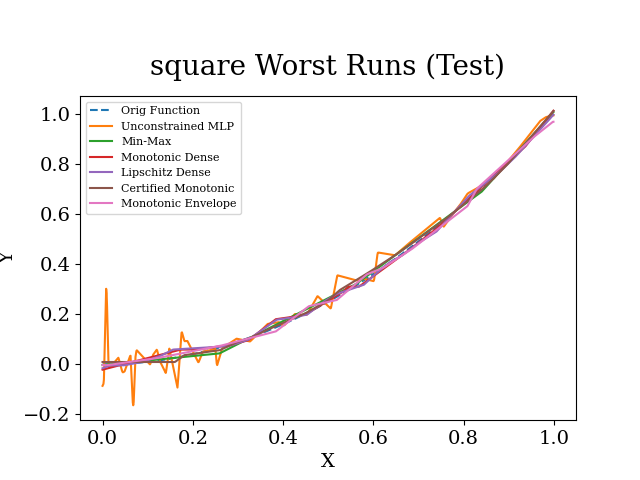 square Worst Runs (Test)
Orig Function
Unconstrained MLP
Min-Max
Monotonic Dense
Lipschitz Dense
Certified Monotonic
Monotonic Envelope
1.0
0.8
0.6
0.4
0.2
0.0
−0.2
Y
0.0 0.2 0.4 0.6 0.8 1.0
X